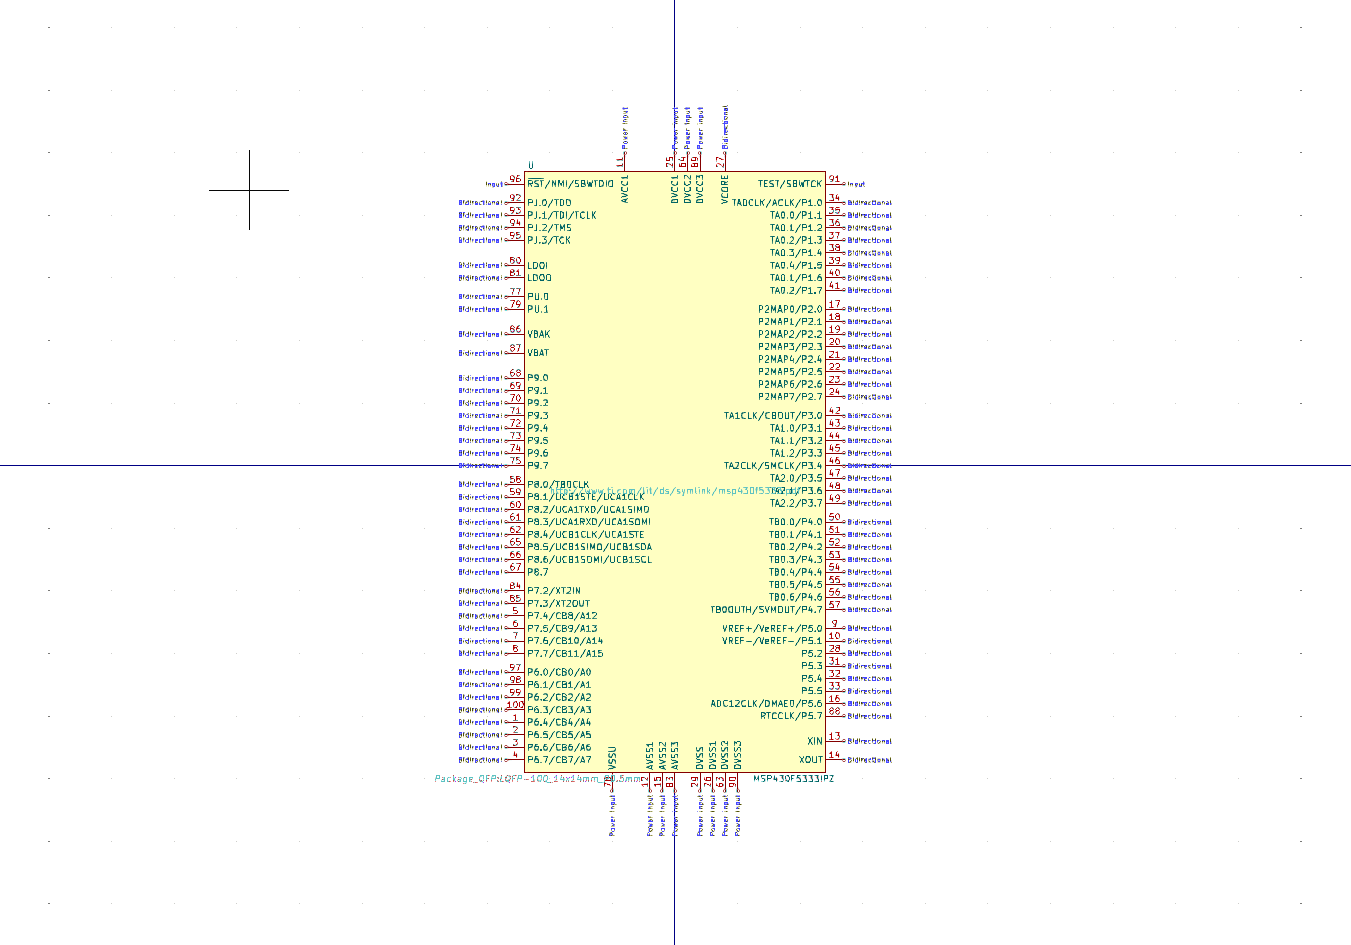 Power Input
Power Input
Power Input
Power Input
Bidirectional
11
25
64
89
27
U
AVCC1
DVCC1
DVCC2
DVCC3
VCORE
Input 96 RST/NMI/SBWTDIO
Bidirectional 92 PJ.0/TDO
Bidirectional 93 PJ.1/TDI/TCLK
Bidirectional 94 PJ.2/TMS
Bidirectional 95 PJ.3/TCK
Bidirectional 80 LDOI
Bidirectional 81 LDOO
Bidirectional 77 PU.0
Bidirectional 79 PU.1
Bidirectional 86 VBAK
Bidirectional 87 VBAT
Bidirectional 68 P9.0
Bidirectional 69 P9.1
Bidirectional 70 P9.2
Bidirectional 71 P9.3
Bidirectional 72 P9.4
Bidirectional 73 P9.5
Bidirectional 74 P9.6
Bidirectional 75 P9.7
Bidirectional 58 P8.0/TB0CLK
Bidirectional 59 P8.1/UCB1STE/UCA1CLK
Bidirectional 60 P8.2/UCA1TXD/UCA1SIMO
Bidirectional 61 P8.3/UCA1RXD/UCA1SOMI
Bidirectional 62 P8.4/UCB1CLK/UCA1STE
Bidirectional 65 P8.5/UCB1SIMO/UCB1SDA
Bidirectional 66 P8.6/UCB1SOMI/UCB1SCL
Bidirectional 67 P8.7
Bidirectional 84 P7.2/XT2IN
Bidirectional 85 P7.3/XT2OUT
Bidirectional 5 P7.4/CB8/A12
Bidirectional 6 P7.5/CB9/A13
Bidirectional 7 P7.6/CB10/A14
Bidirectional 8 P7.7/CB11/A15
Bidirectional 97 P6.0/CB0/A0
Bidirectional 98 P6.1/CB1/A1
Bidirectional 99 P6.2/CB2/A2
Bidirectional 100 P6.3/CB3/A3
Bidirectional 1 P6.4/CB4/A4
Bidirectional 2 P6.5/CB5/A5
Bidirectional 3 P6.6/CB6/A6
Bidirectional 4 P6.7/CB7/A7
TEST/SBWTCK 91 Input
TA0CLK/ACLK/P1.0 34 Bidirectional
TA0.0/P1.1 35 Bidirectional
TA0.1/P1.2 36 Bidirectional
TA0.2/P1.3 37 Bidirectional
TA0.3/P1.4 38 Bidirectional
TA0.4/P1.5 39 Bidirectional
TA0.1/P1.6 40 Bidirectional
TA0.2/P1.7 41 Bidirectional
P2MAP0/P2.0 17 Bidirectional
P2MAP1/P2.1 18 Bidirectional
P2MAP2/P2.2 19 Bidirectional
P2MAP3/P2.3 20 Bidirectional
P2MAP4/P2.4 21 Bidirectional
P2MAP5/P2.5 22 Bidirectional
P2MAP6/P2.6 23 Bidirectional
P2MAP7/P2.7 24 Bidirectional
TA1CLK/CBOUT/P3.0 42 Bidirectional
TA1.0/P3.1 43 Bidirectional
TA1.1/P3.2 44 Bidirectional
TA1.2/P3.3 45 Bidirectional
TA2CLK/SMCLK/P3.4 46 Bidirectional
TA2.0/P3.5 47 Bidirectional
TA2.1/P3.6 48 Bidirectional
TA2.2/P3.7 49 Bidirectional
TB0.0/P4.0 50 Bidirectional
TB0.1/P4.1 51 Bidirectional
TB0.2/P4.2 52 Bidirectional
TB0.3/P4.3 53 Bidirectional
TB0.4/P4.4 54 Bidirectional
TB0.5/P4.5 55 Bidirectional
TB0.6/P4.6 56 Bidirectional
TB0OUTH/SVMOUT/P4.7 57 Bidirectional
VREF+/VeREF+/P5.0 9 Bidirectional
VREF-/VeREF-/P5.1 10 Bidirectional
P5.2 28 Bidirectional
P5.3 31 Bidirectional
P5.4 32 Bidirectional
P5.5 33 Bidirectional
ADC12CLK/DMAE0/P5.6 16 Bidirectional
RTCCLK/P5.7 88 Bidirectional
XIN 13 Bidirectional
XOUT 14 Bidirectional
VSSU
AVSS1
AVSS2
AVSS3
DVSS
DVSS1
DVSS2
DVSS3
Package_QFP:LQFP-100_14x14mm_P0.5mm
MSP430F5333IPZ
12
15
83
29
26
63
90
Power Input
Power Input
Power Input
Power Input
Power Input
Power Input
Power Input
Power Input